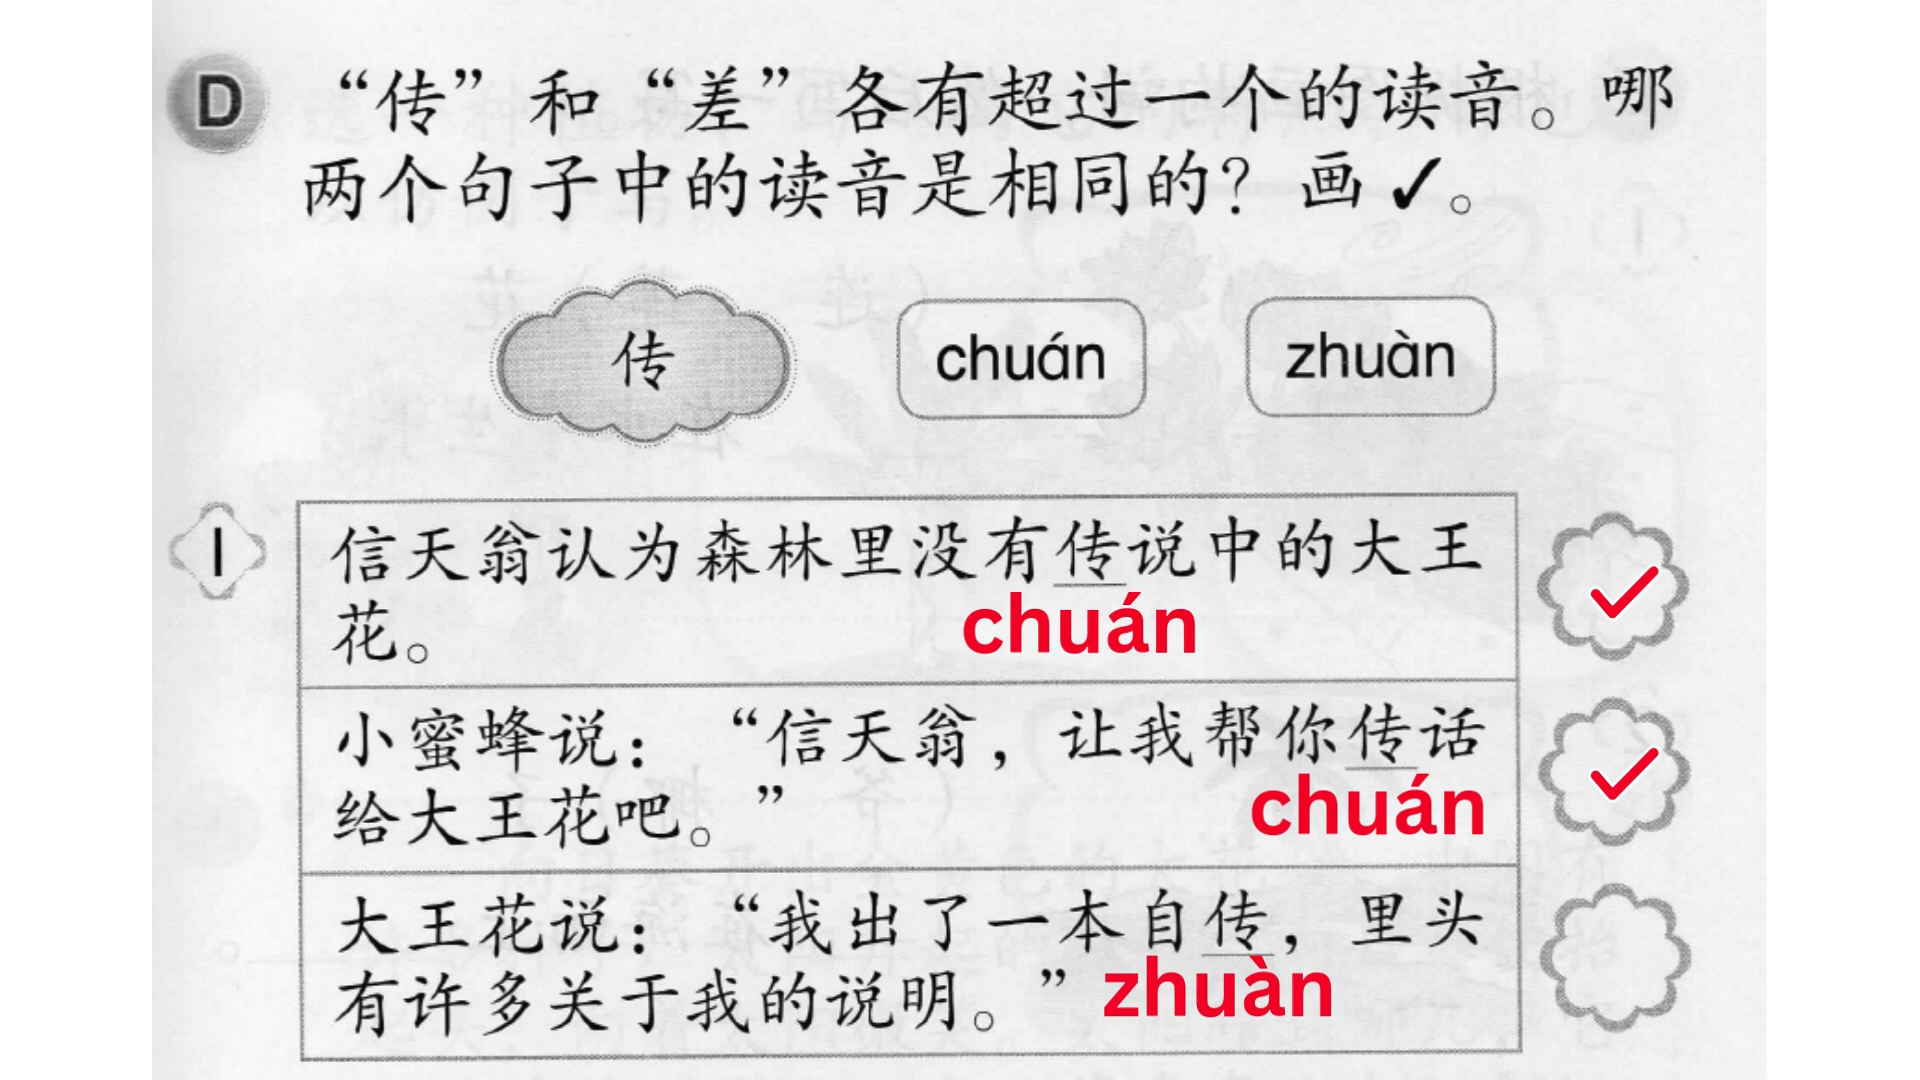 D “传”和“差”各有超过一个的读音。哪
两个句子中的读音是相同的？画✓。
传 chuán zhuàn
1 信天翁认为森林里没有传说中的大王
花。 chuán
小蜜蜂说：“信天翁，让我帮你传话
给大王花吧。” chuán
大王花说：“我出了一本自传，里头
有许多关于我的说明。” zhuàn